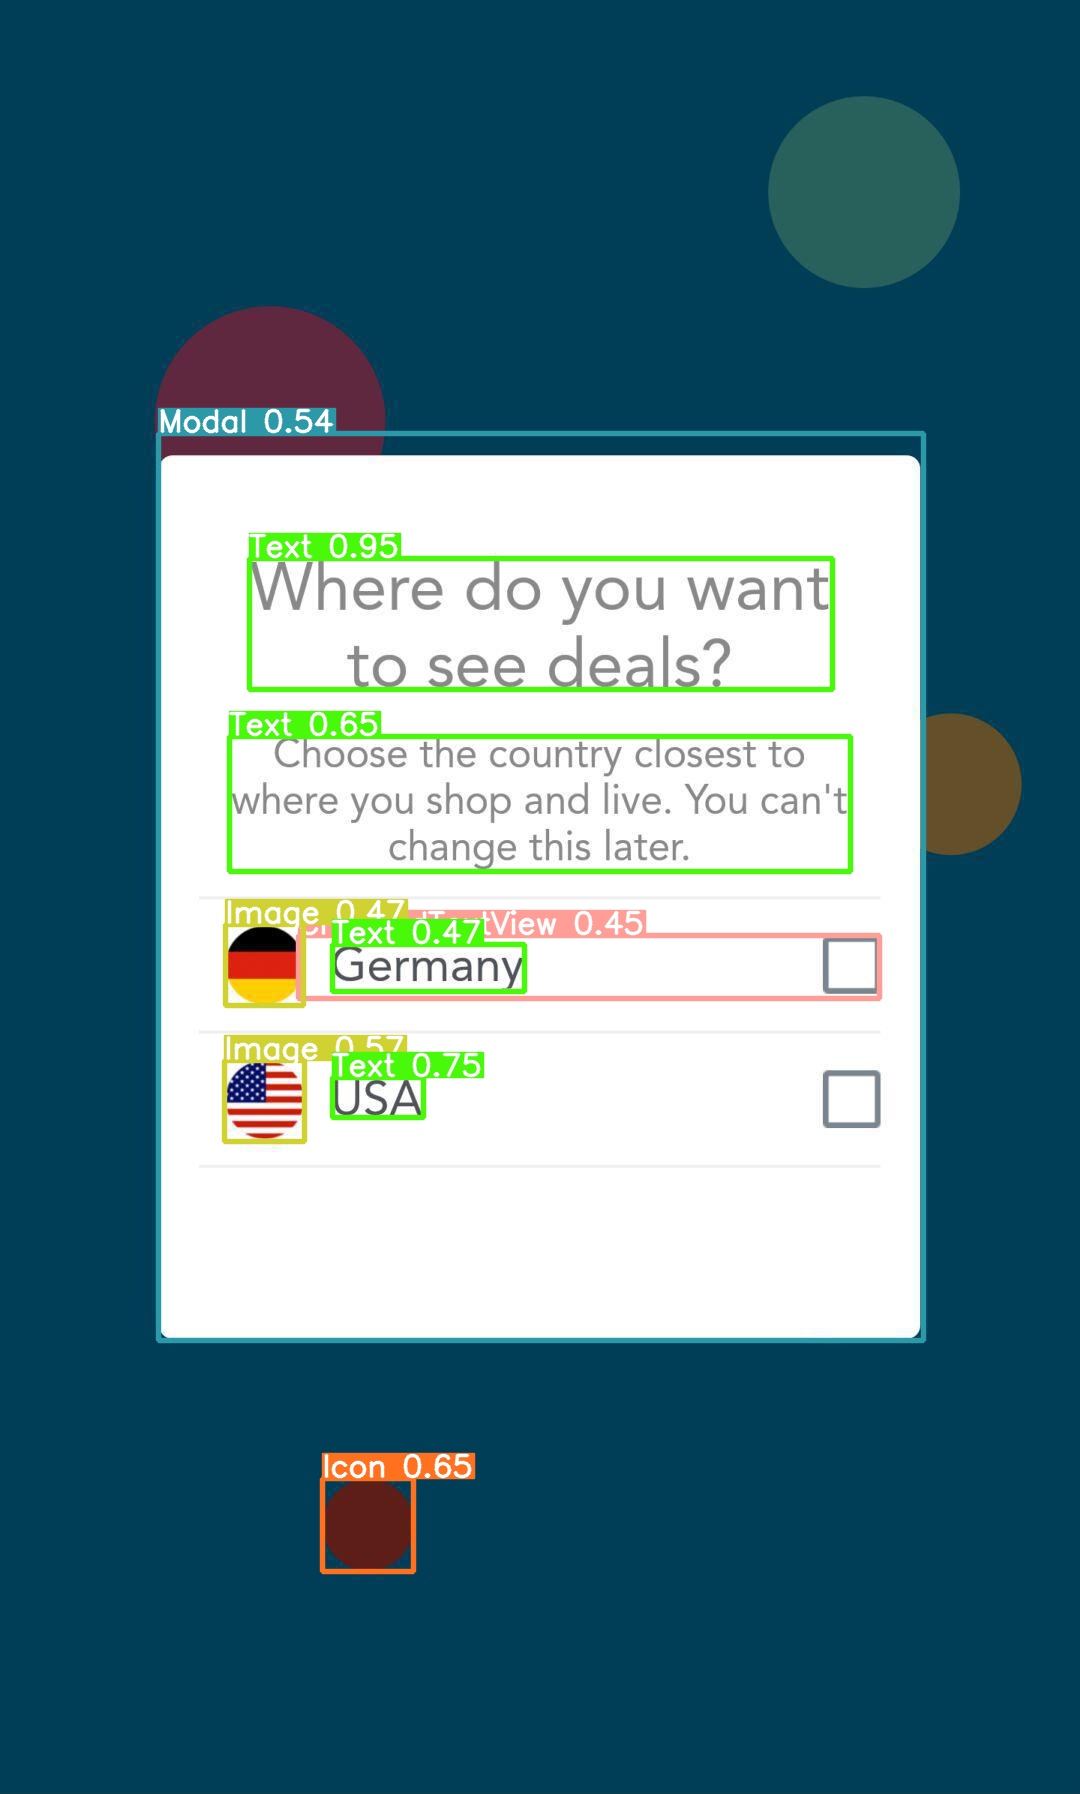 Modal 0.54
Text 0.95
Where do you want
to see deals?
Text 0.65
Choose the country closest to
where you shop and live. You can't
change this later.
Image 0.47
View 0.45
Text 0.47
Germany
Image 0.57
Text 0.75
USA
Icon 0.65